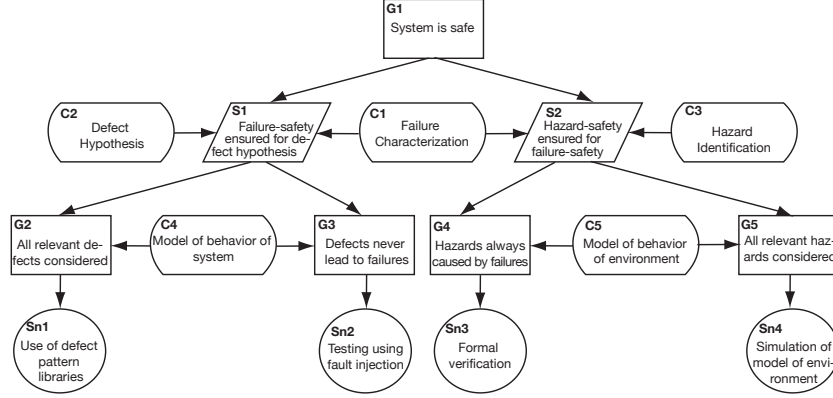 G1
System is safe
C2
Defect
Hypothesis
S1
Failure-safety
ensured for de-
fect hypothesis
C1
Failure
Characterization
S2
Hazard-safety
ensured for
failure-safety
C3
Hazard
Identification
G2
All relevant de-
fects considered
C4
Model of behavior of
system
G3
Defects never
lead to failures
G4
Hazards always
caused by failures
C5
Model of behavior
of environment
G5
All relevant haz-
ards considered
Sn1
Use of defect
pattern
libraries
Sn2
Testing using
fault injection
Sn3
Formal
verification
Sn4
Simulation of
model of envi-
ronment